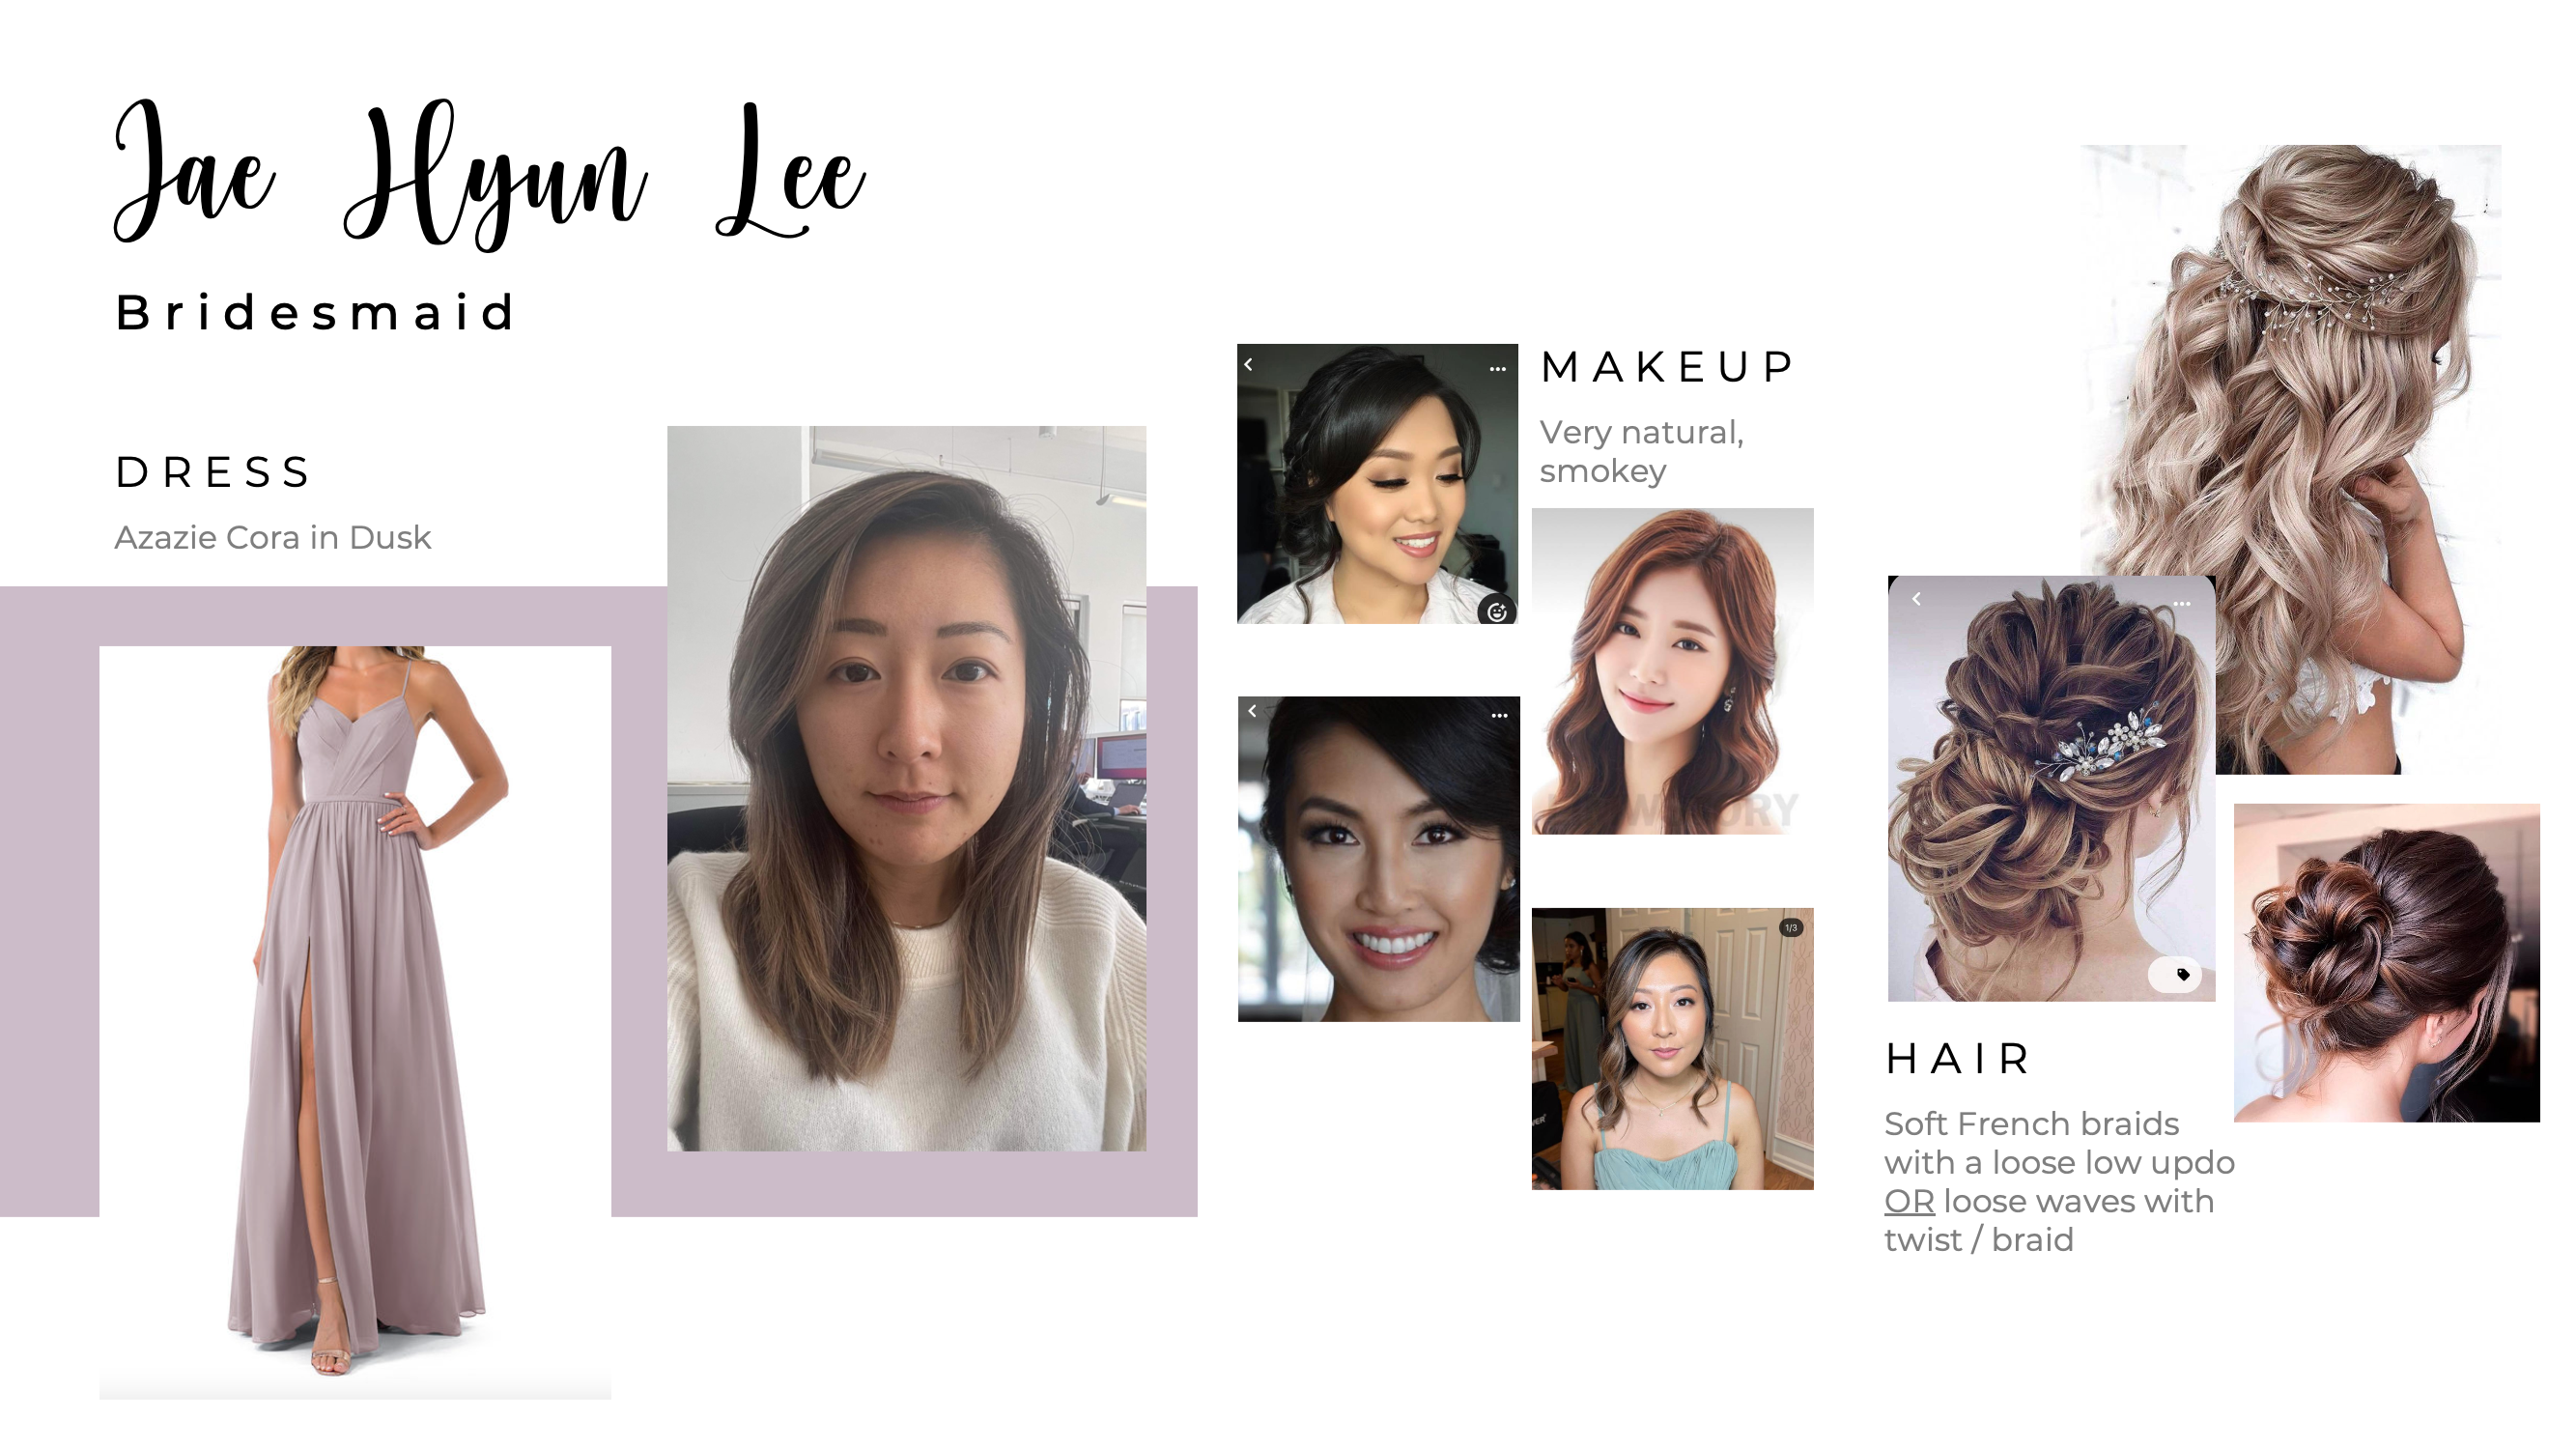 Jae Hyun Lee
Bridesmaid
DRESS
Azazie Cora in Dusk
MAKEUP
Very natural,
smokey
1/3
HAIR
Soft French braids
with a loose low updo
OR loose waves with
twist / braid